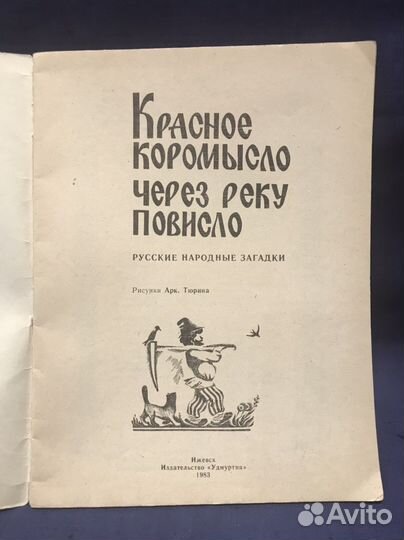 Красное
коромысло
через реку
повисло
РУССКИЕ НАРОДНЫЕ ЗАГАДКИ
Рисунки Арк. Тюрина
Ижевск
Издательство «Удмуртия»
1983
Avito